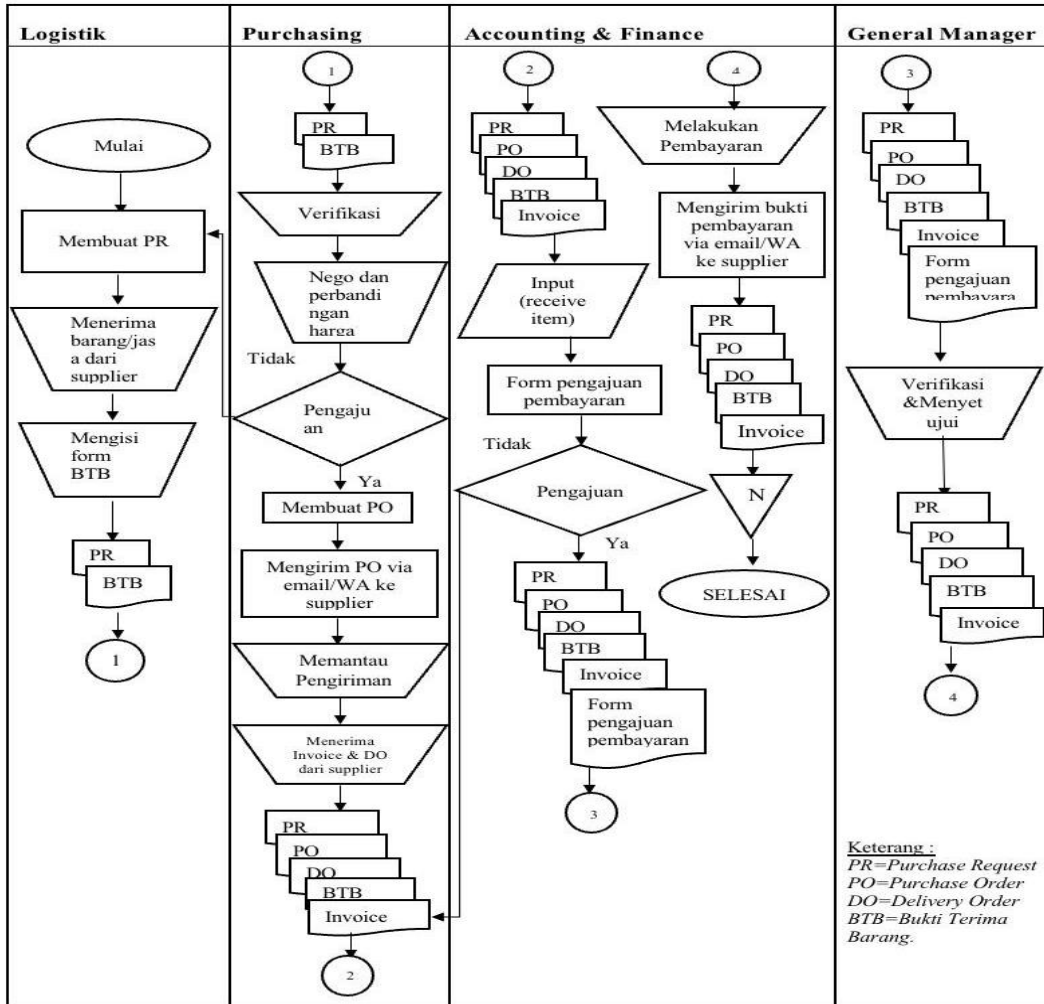 Logistik
Mulai
Membuat PR
Menerima
barang/jas
a dari
supplier
Mengisi
form
BTB
PR
BTB
1
Purchasing
1
PR
BTB
Verifikasi
Nego dan
perbandi
ngan
harga
Tidak
Pengaju
an
Ya
Membuat PO
Mengirim PO via
email/WA ke
supplier
Memantau
Pengiriman
Menerima
Invoice & DO
dari supplier
PR
PO
DO
BTB
Invoice
2
Accounting & Finance
2
PR
PO
DO
BTB
Invoice
Input
(receive
item)
Form pengajuan
pembayaran
Tidak
Pengajuan
Ya
PR
PO
DO
BTB
Invoice
Form
pengajuan
pembayaran
3
4
Melakukan
Pembayaran
Mengirim bukti
pembayaran
via email/WA
ke supplier
PR
PO
DO
BTB
Invoice
N
SELESAI
General Manager
3
PR
PO
DO
BTB
Invoice
Form
pengajuan
pembayara
Verifikasi
&Menyet
ujui
PR
PO
DO
BTB
Invoice
4
Keterang :
PR=Purchase Request
PO=Purchase Order
DO=Delivery Order
BTB=Bukti Terima
Barang.